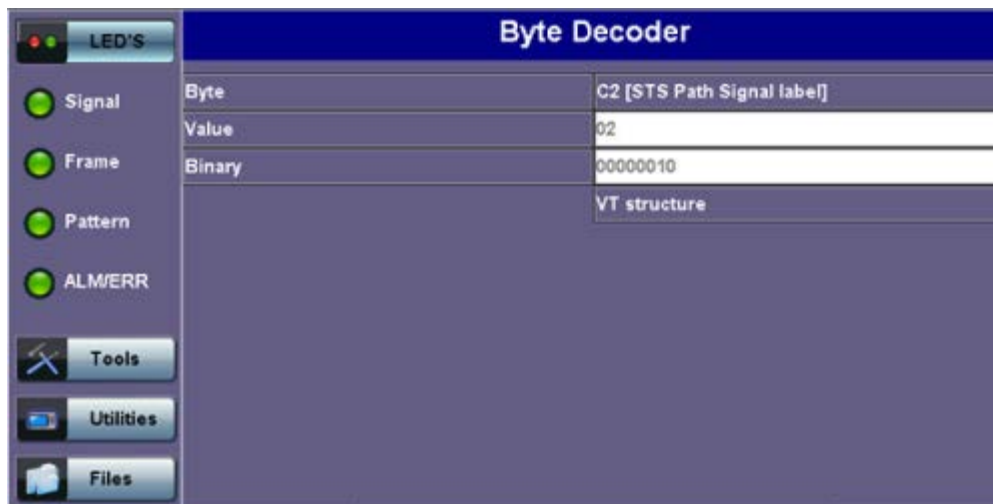 LED'S
Signal
Frame
Pattern
ALM/ERR
Tools
Utilities
Files
Byte Decoder
Byte C2 [STS Path Signal label]
Value 02
Binary 00000010
VT structure